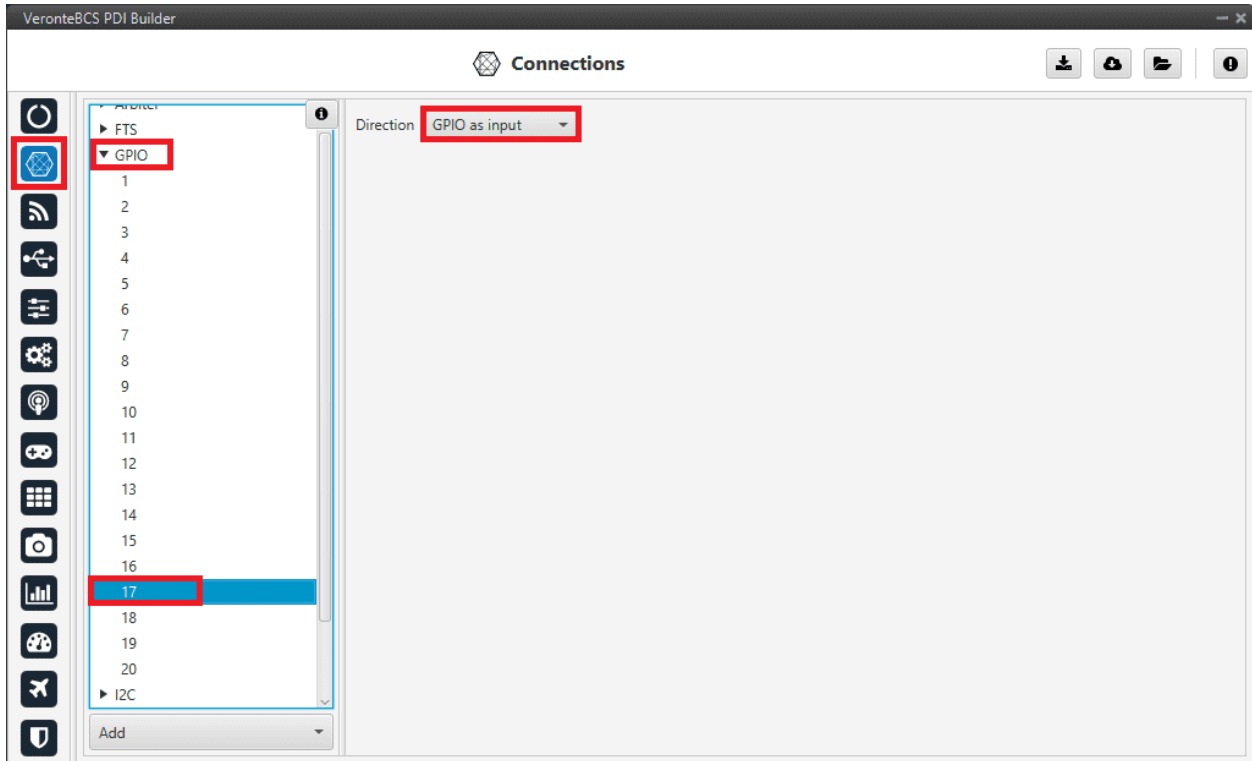 VeronteBCS PDI Builder
Connections
Arbiter
FTS
GPIO
1
2
3
4
5
6
7
8
9
10
11
12
13
14
15
16
17
18
19
20
I2C
Add
Direction GPIO as input